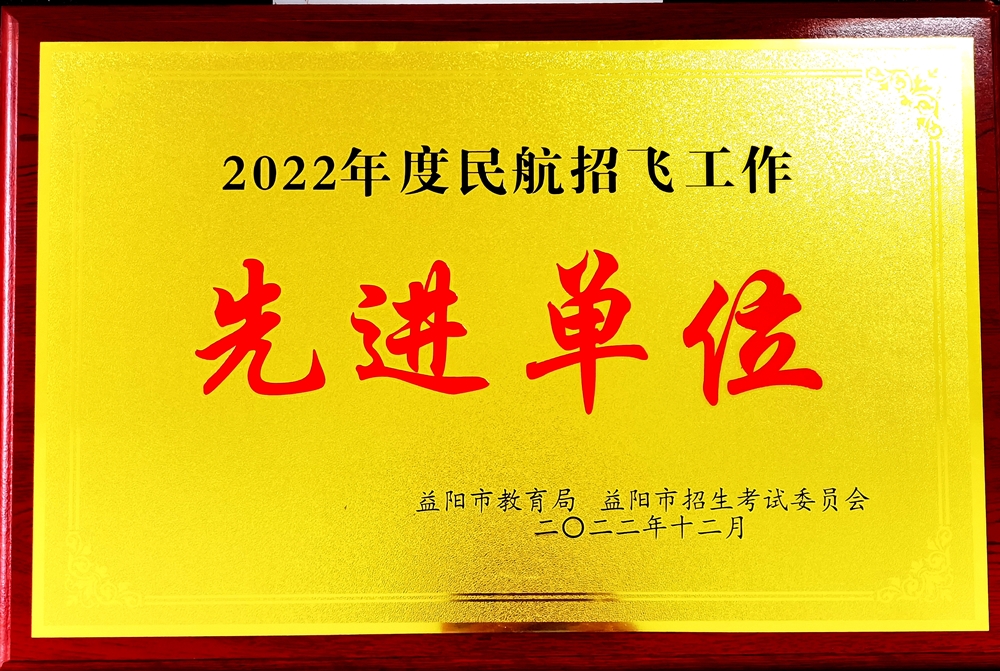 2022年度民航招飞工作
先进单位
益阳市教育局 益阳市招生考试委员会
二〇二二年十二月